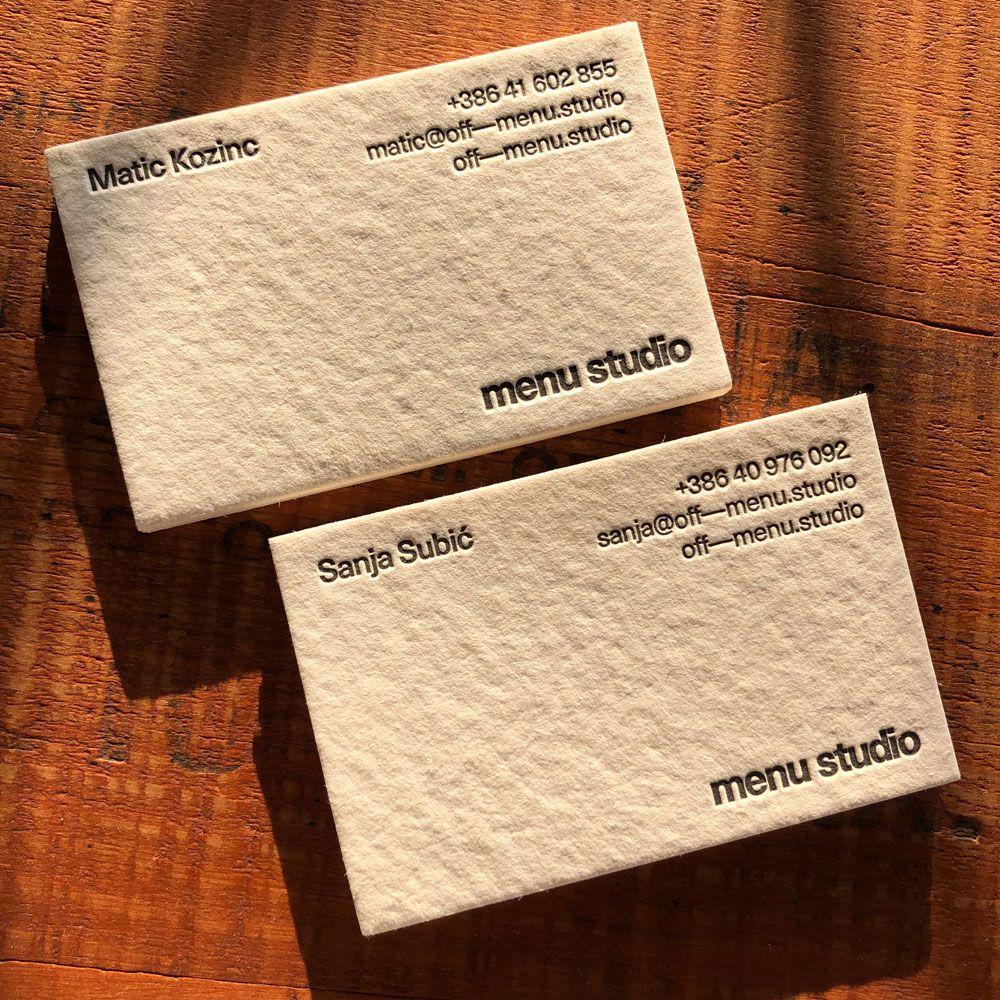 Matic Kozinc
+386 41 602 855
matic@off—menu.studio
off—menu.studio
menu studio
Sanja Subić
+386 40 976 092
sanja@off—menu.studio
off—menu.studio
menu studio